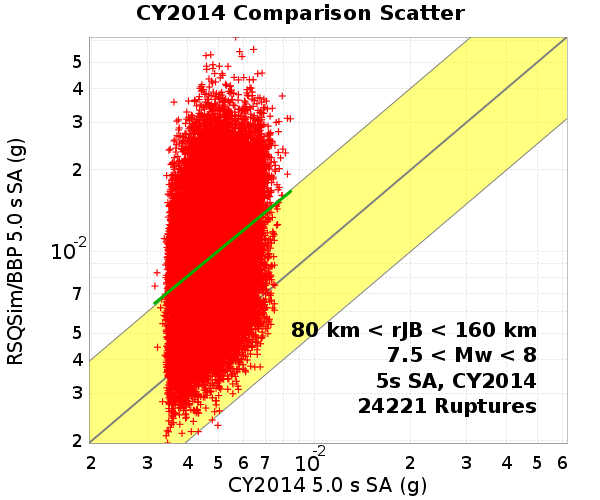 CY2014 Comparison Scatter
RSQSim/BBP 5.0 s SA (g)
5
4
3
2
10-2
7
5
4
3
2
80 km < rJB < 160 km
7.5 < Mw < 8
5s SA, CY2014
24221 Ruptures
2 3 4 5 6 7 10-2 2 3 4 5 6
CY2014 5.0 s SA (g)